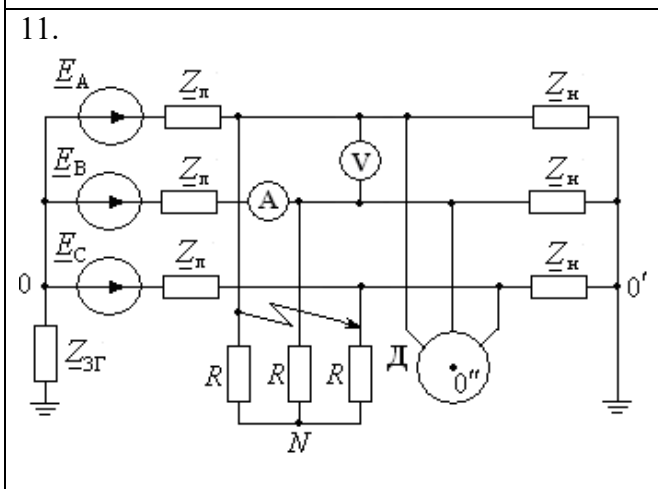 11.
E_A Z_л Z_н
V
E_B Z_л A Z_н
E_C Z_л Z_н
0 0′
Z_ЗГ R R R Д 0″
N